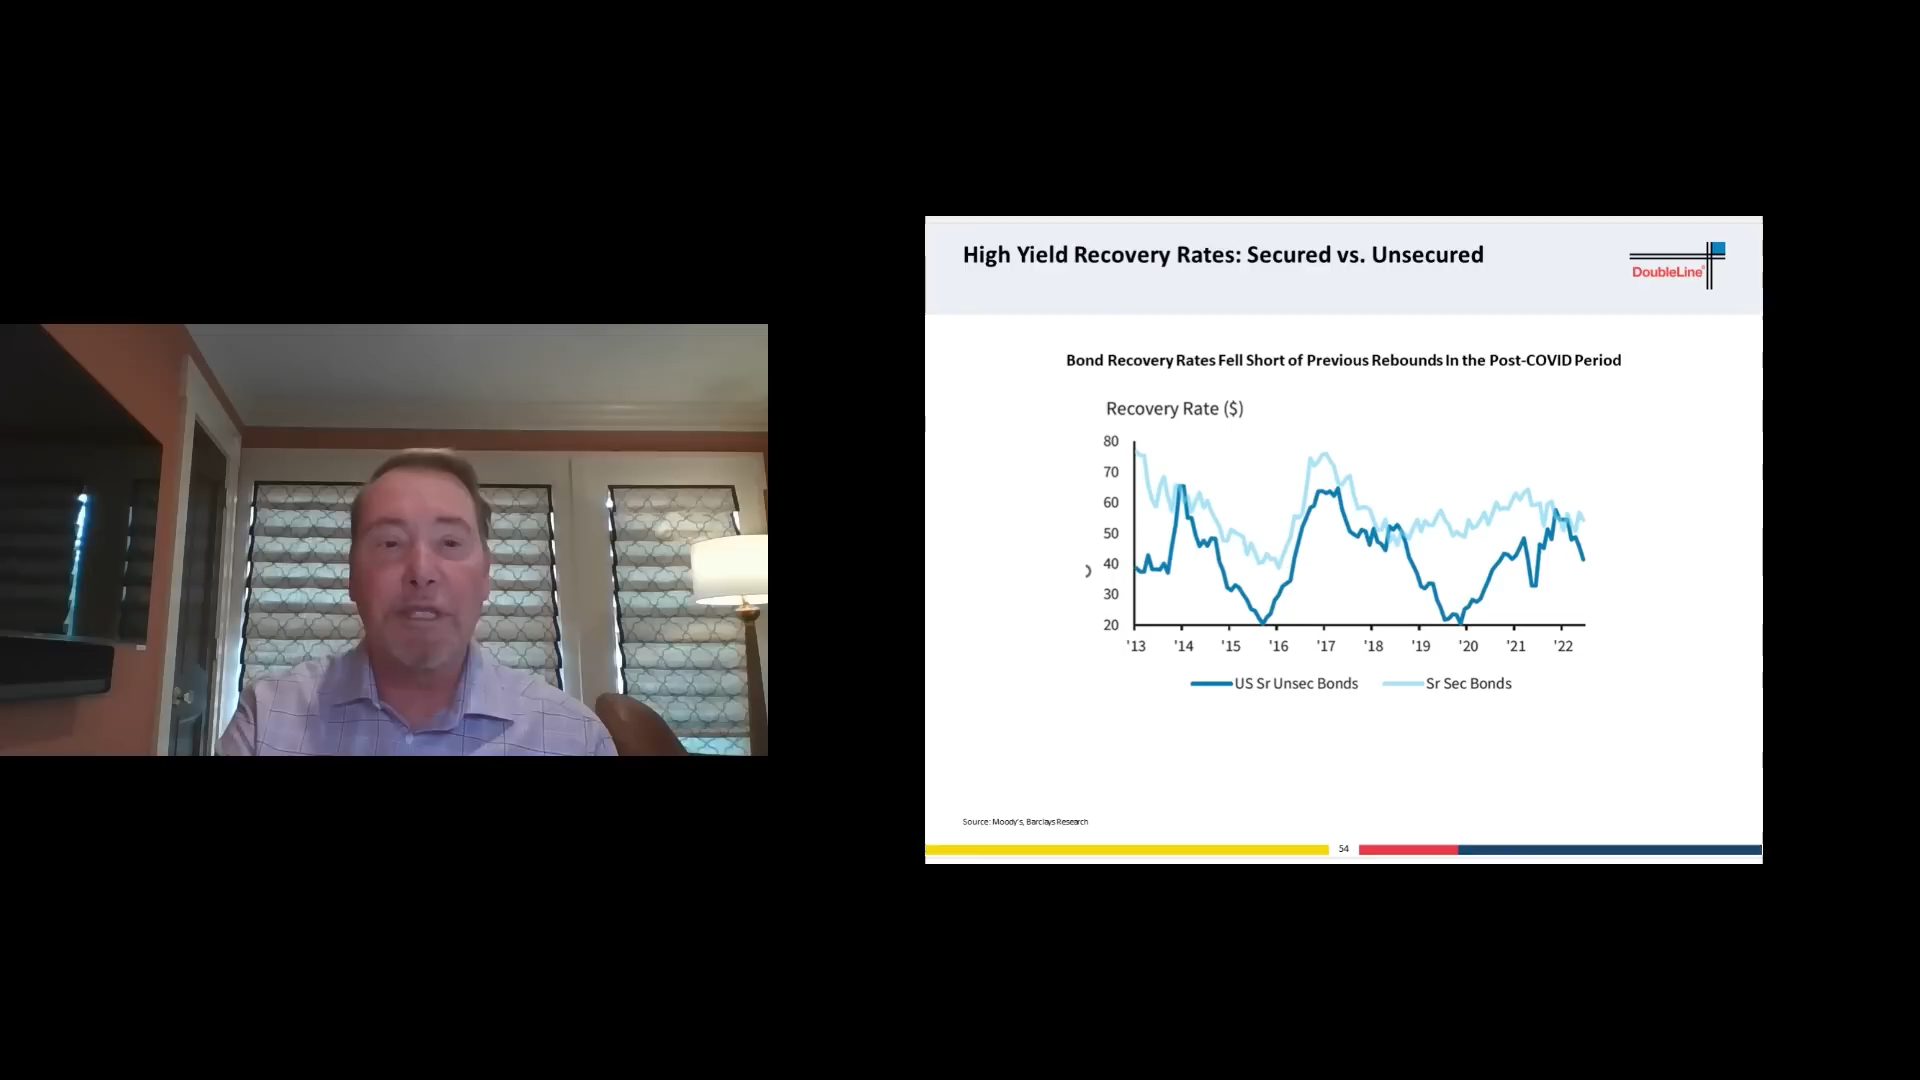 High Yield Recovery Rates: Secured vs. Unsecured
DoubleLine®
Bond Recovery Rates Fell Short of Previous Rebounds In the Post-COVID Period
Recovery Rate ($)
80
70
60
50
40
30
20
'13 '14 '15 '16 '17 '18 '19 '20 '21 '22
US Sr Unsec Bonds Sr Sec Bonds
Source: Moody's, Barclays Research
54